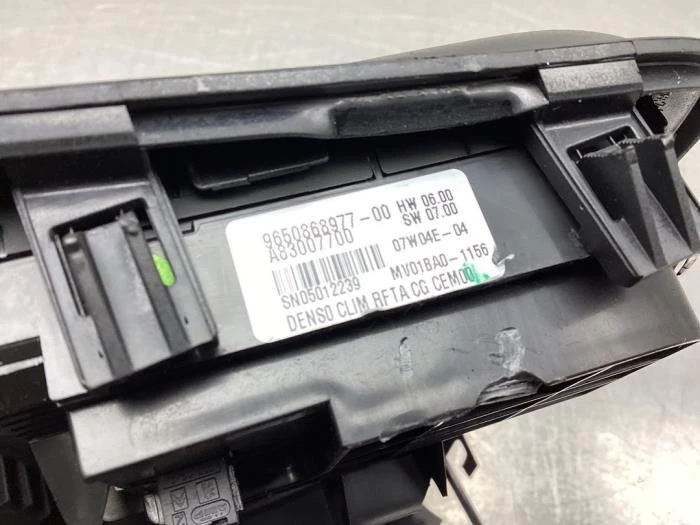 9650868977-00 HW 06.00
A83007700 SW 07.00
07W04E-04
MV01BA0-1156
SN05012239
DENSO CLIM RFTA CG CEM00